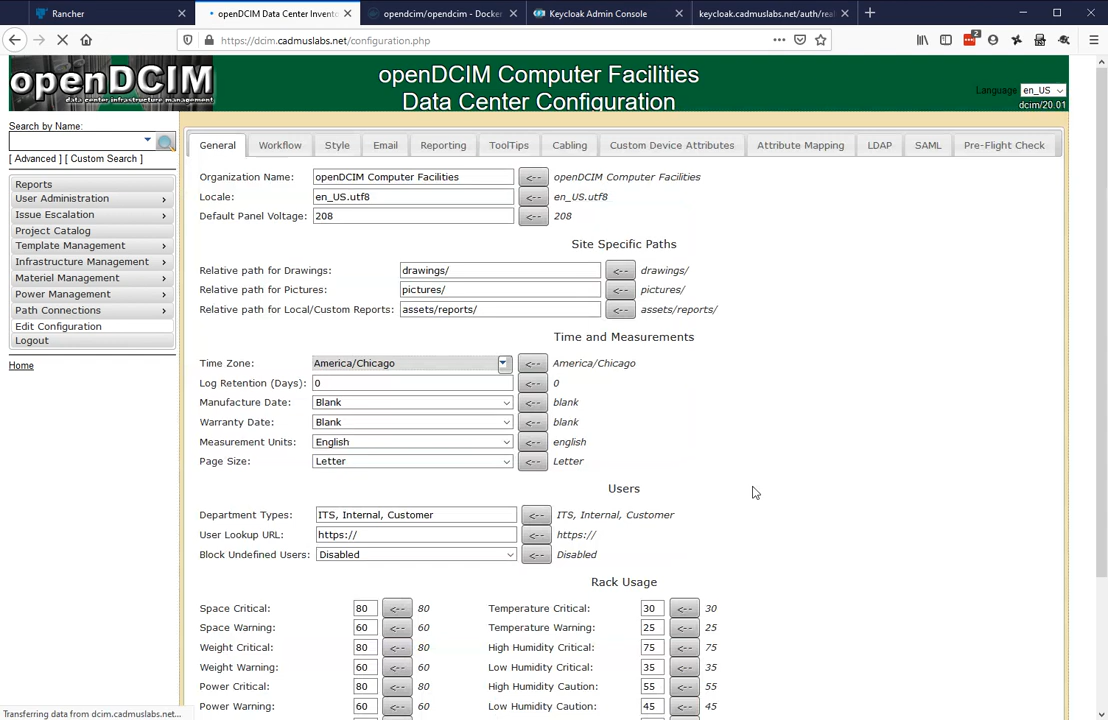 Rancher
openDCIM Data Center Invento
opendcim/opendcim - Docker
Keycloak Admin Console
keycloak.cadmuslabs.net/auth/rea
https://dcim.cadmuslabs.net/configuration.php
2
openDCIM
data center infrastructure management
openDCIM Computer Facilities
Data Center Configuration
Language en_US
dcim/20.01
Search by Name:
[ Advanced ] [ Custom Search ]
Reports
User Administration
Issue Escalation
Project Catalog
Template Management
Infrastructure Management
Materiel Management
Power Management
Path Connections
Edit Configuration
Logout
Home
General Workflow Style Email Reporting ToolTips Cabling Custom Device Attributes Attribute Mapping LDAP SAML Pre-Flight Check
Organization Name: openDCIM Computer Facilities <-- openDCIM Computer Facilities
Locale: en_US.utf8 <-- en_US.utf8
Default Panel Voltage: 208 <-- 208
Site Specific Paths
Relative path for Drawings: drawings/ <-- drawings/
Relative path for Pictures: pictures/ <-- pictures/
Relative path for Local/Custom Reports: assets/reports/ <-- assets/reports/
Time and Measurements
Time Zone: America/Chicago <-- America/Chicago
Log Retention (Days): 0 <-- 0
Manufacture Date: Blank <-- blank
Warranty Date: Blank <-- blank
Measurement Units: English <-- english
Page Size: Letter <-- Letter
Users
Department Types: ITS, Internal, Customer <-- ITS, Internal, Customer
User Lookup URL: https:// <-- https://
Block Undefined Users: Disabled <-- Disabled
Rack Usage
Space Critical: 80 <-- 80 Temperature Critical: 30 <-- 30
Space Warning: 60 <-- 60 Temperature Warning: 25 <-- 25
Weight Critical: 80 <-- 80 High Humidity Critical: 75 <-- 75
Weight Warning: 60 <-- 60 Low Humidity Critical: 35 <-- 35
Power Critical: 80 <-- 80 High Humidity Caution: 55 <-- 55
Power Warning: 60 <-- 60 Low Humidity Caution: 45 <-- 45
Transferring data from dcim.cadmuslabs.net...